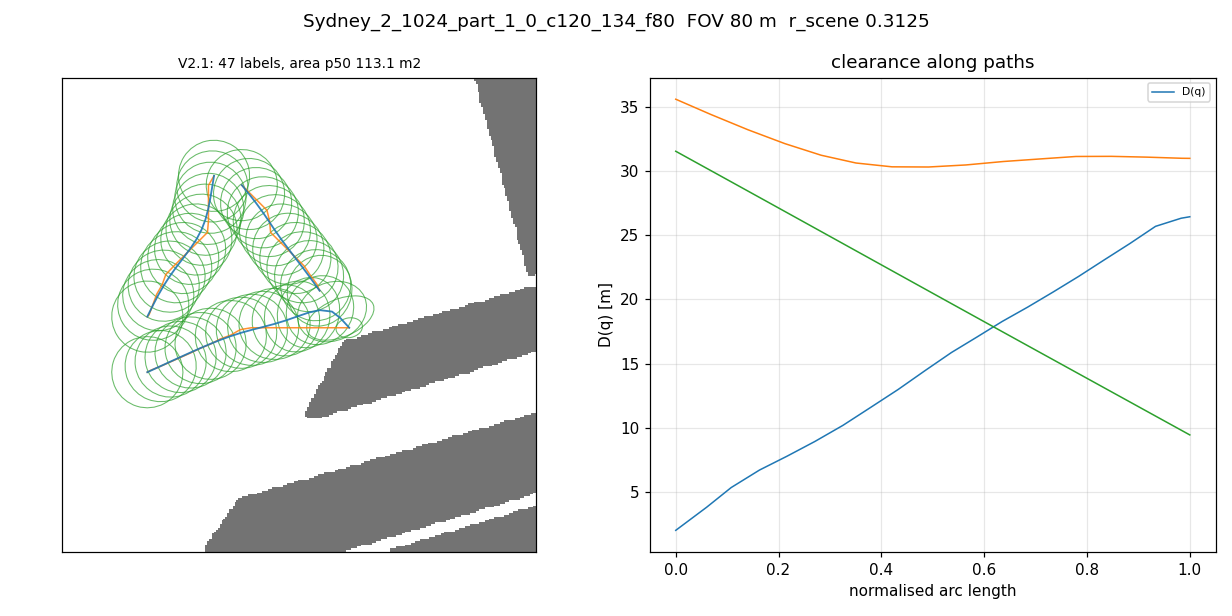 Sydney_2_1024_part_1_0_c120_134_f80  FOV 80 m  r_scene 0.3125
V2.1: 47 labels, area p50 113.1 m2
clearance along paths
D(q)
35
30
25
20
15
10
5
D(q) [m]
0.0 0.2 0.4 0.6 0.8 1.0
normalised arc length